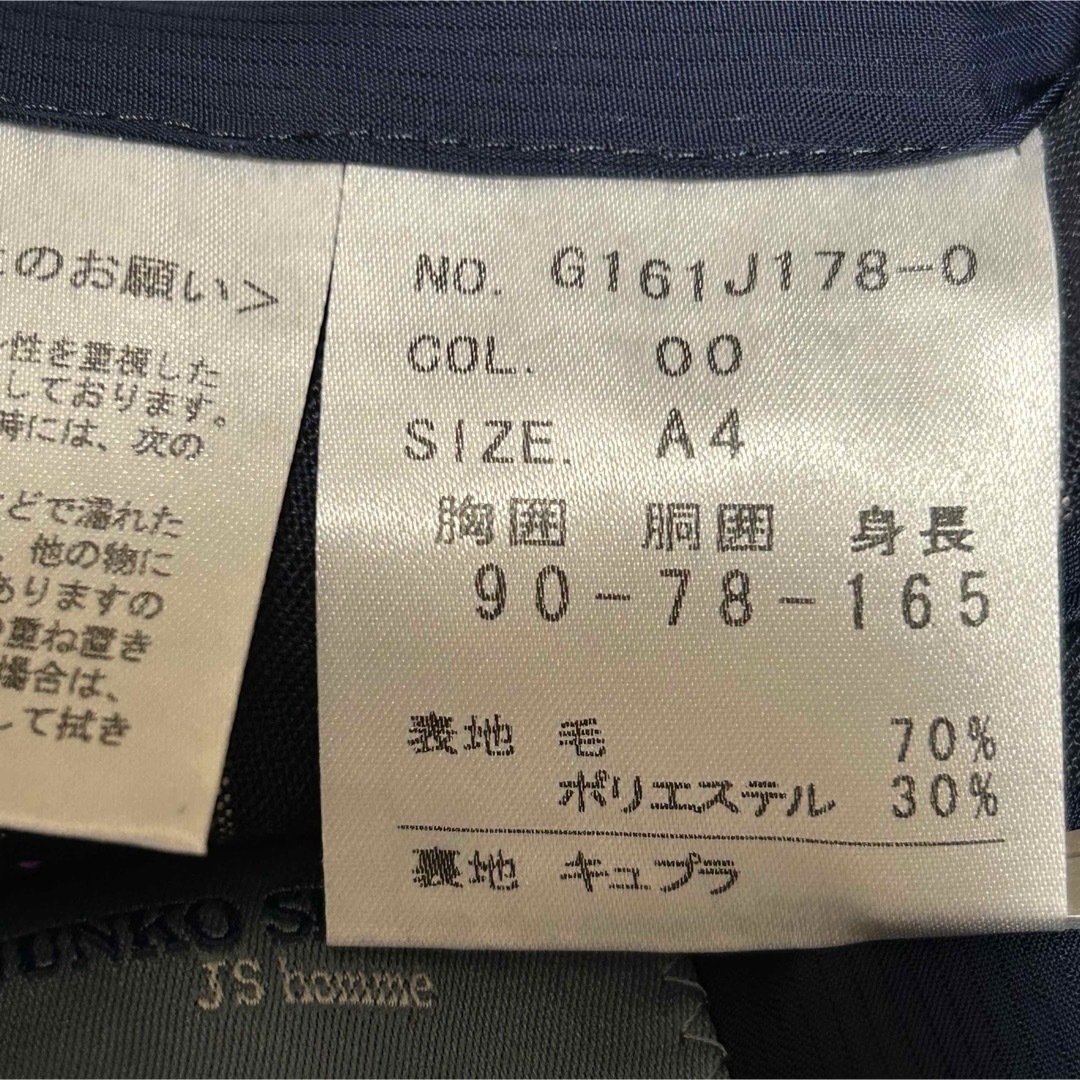 のお願い>
性を重視した
しております。
時には、次の
どで濡れた
、他の物に
ありますの
重ね置き
場合は、
して拭き
NO. G161J178-0
COL. 00
SIZE. A4
胸囲 胴囲 身長
90-78-165
表地 毛 70%
ポリエステル 30%
裏地 キュプラ
UNKO S
JS homme